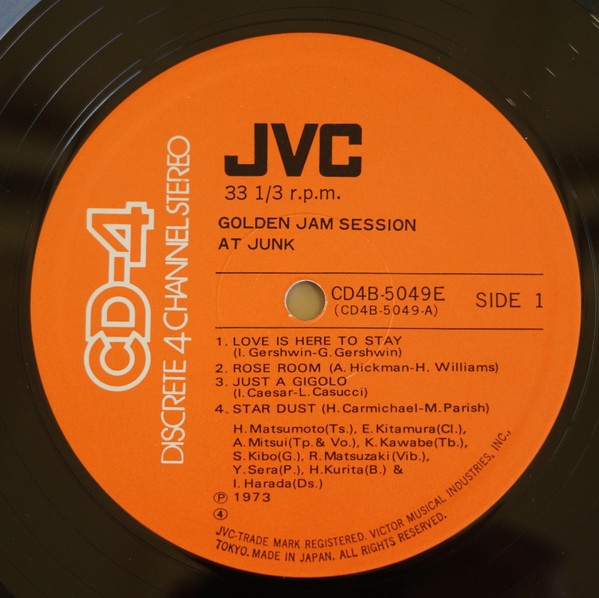 JVC
33 1/3 r.p.m.
GOLDEN JAM SESSION
AT JUNK
CD-4
DISCRETE 4 CHANNEL STEREO
CD4B-5049E
(CD4B-5049-A)
SIDE 1
1. LOVE IS HERE TO STAY
(I. Gershwin-G. Gershwin)
2. ROSE ROOM (A. Hickman-H. Williams)
3. JUST A GIGOLO
(I. Caesar-L. Casucci)
4. STAR DUST (H. Carmichael-M. Parish)
H. Matsumoto(Ts.), E. Kitamura(Cl.),
A. Mitsui(Tp. & Vo.), K. Kawabe(Tb.),
S. Kibo(G.), R. Matsuzaki(Vib.),
Y. Sera(P.), H. Kurita(B.) &
I. Harada(Ds.)
Ⓟ 1973
④
JVC-TRADE MARK REGISTERED. VICTOR MUSICAL INDUSTRIES, INC.,
TOKYO. MADE IN JAPAN. ALL RIGHTS RESERVED.